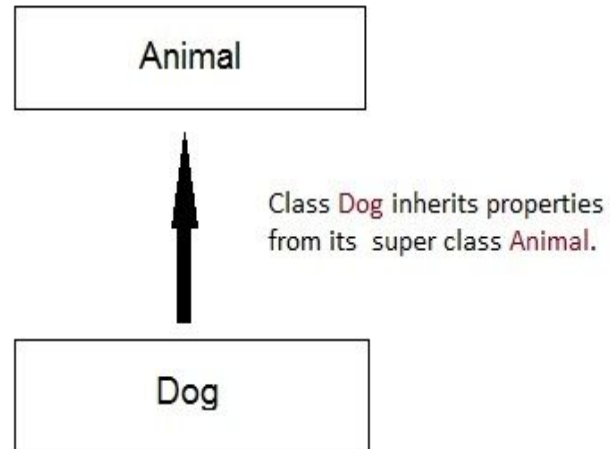 Animal
Class Dog inherits properties
from its super class Animal.
Dog